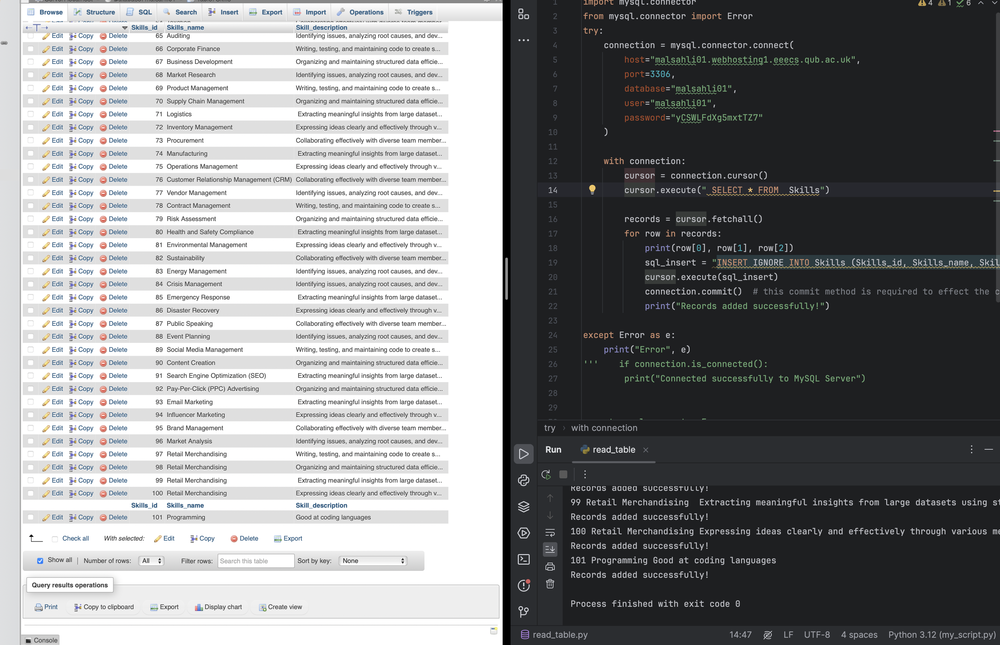 Browse Structure SQL Search Insert Export Import Operations Triggers
Skills_id Skills_name Skill_description
Edit Copy Delete 65 Auditing Identifying issues, analyzing root causes, and dev...
Edit Copy Delete 66 Corporate Finance Writing, testing, and maintaining code to create s...
Edit Copy Delete 67 Business Development Organizing and maintaining structured data efficie...
Edit Copy Delete 68 Market Research Identifying issues, analyzing root causes, and dev...
Edit Copy Delete 69 Product Management Writing, testing, and maintaining code to create s...
Edit Copy Delete 70 Supply Chain Management Organizing and maintaining structured data efficie...
Edit Copy Delete 71 Logistics Extracting meaningful insights from large dataset...
Edit Copy Delete 72 Inventory Management Expressing ideas clearly and effectively through v...
Edit Copy Delete 73 Procurement Collaborating effectively with diverse team member...
Edit Copy Delete 74 Manufacturing Extracting meaningful insights from large dataset...
Edit Copy Delete 75 Operations Management Expressing ideas clearly and effectively through v...
Edit Copy Delete 76 Customer Relationship Management (CRM) Collaborating effectively with diverse team member...
Edit Copy Delete 77 Vendor Management Identifying issues, analyzing root causes, and dev...
Edit Copy Delete 78 Contract Management Writing, testing, and maintaining code to create s...
Edit Copy Delete 79 Risk Assessment Organizing and maintaining structured data efficie...
Edit Copy Delete 80 Health and Safety Compliance Extracting meaningful insights from large dataset...
Edit Copy Delete 81 Environmental Management Expressing ideas clearly and effectively through v...
Edit Copy Delete 82 Sustainability Collaborating effectively with diverse team member...
Edit Copy Delete 83 Energy Management Identifying issues, analyzing root causes, and dev...
Edit Copy Delete 84 Crisis Management Identifying issues, analyzing root causes, and dev...
Edit Copy Delete 85 Emergency Response Extracting meaningful insights from large dataset...
Edit Copy Delete 86 Disaster Recovery Expressing ideas clearly and effectively through v...
Edit Copy Delete 87 Public Speaking Collaborating effectively with diverse team member...
Edit Copy Delete 88 Event Planning Identifying issues, analyzing root causes, and dev...
Edit Copy Delete 89 Social Media Management Writing, testing, and maintaining code to create s...
Edit Copy Delete 90 Content Creation Organizing and maintaining structured data efficie...
Edit Copy Delete 91 Search Engine Optimization (SEO) Extracting meaningful insights from large dataset...
Edit Copy Delete 92 Pay-Per-Click (PPC) Advertising Organizing and maintaining structured data efficie...
Edit Copy Delete 93 Email Marketing Extracting meaningful insights from large dataset...
Edit Copy Delete 94 Influencer Marketing Expressing ideas clearly and effectively through v...
Edit Copy Delete 95 Brand Management Collaborating effectively with diverse team member...
Edit Copy Delete 96 Market Analysis Identifying issues, analyzing root causes, and dev...
Edit Copy Delete 97 Retail Merchandising Writing, testing, and maintaining code to create s...
Edit Copy Delete 98 Retail Merchandising Organizing and maintaining structured data efficie...
Edit Copy Delete 99 Retail Merchandising Extracting meaningful insights from large dataset...
Edit Copy Delete 100 Retail Merchandising Expressing ideas clearly and effectively through v...
Skills_id Skills_name Skill_description
Edit Copy Delete 101 Programming Good at coding languages
Check all With selected: Edit Copy Delete Export
Show all | Number of rows: All Filter rows: Search this table Sort by key: None
Query results operations
Print Copy to clipboard Export Display chart Create view
Console
4 1 6
1 import mysql.connector
2 from mysql.connector import Error
3 try:
4 connection = mysql.connector.connect(
5 host="malsahli01.webhosting1.eeecs.qub.ac.uk",
6 port=3306,
7 database="malsahli01",
8 user="malsahli01",
9 password="yCSWLFdXg5mxtTZ7"
10 )
11
12 with connection:
13 cursor = connection.cursor()
14 cursor.execute(" SELECT * FROM  Skills")
15
16 records = cursor.fetchall()
17 for row in records:
18 print(row[0], row[1], row[2])
19 sql_insert = "INSERT IGNORE INTO Skills (Skills_id, Skills_name, Skil
20 cursor.execute(sql_insert)
21 connection.commit()  # this commit method is required to effect the c
22 print("Records added successfully!")
23
24 except Error as e:
25 print("Error", e)
26 ''' if connection.is_connected():
27 print("Connected successfully to MySQL Server")
28
29
try › with connection
Run read_table
Records added successfully!
99 Retail Merchandising  Extracting meaningful insights from large datasets using st
Records added successfully!
100 Retail Merchandising Expressing ideas clearly and effectively through various me
Records added successfully!
101 Programming Good at coding languages
Records added successfully!
Process finished with exit code 0
read_table.py 14:47 LF UTF-8 4 spaces Python 3.12 (my_script.py)